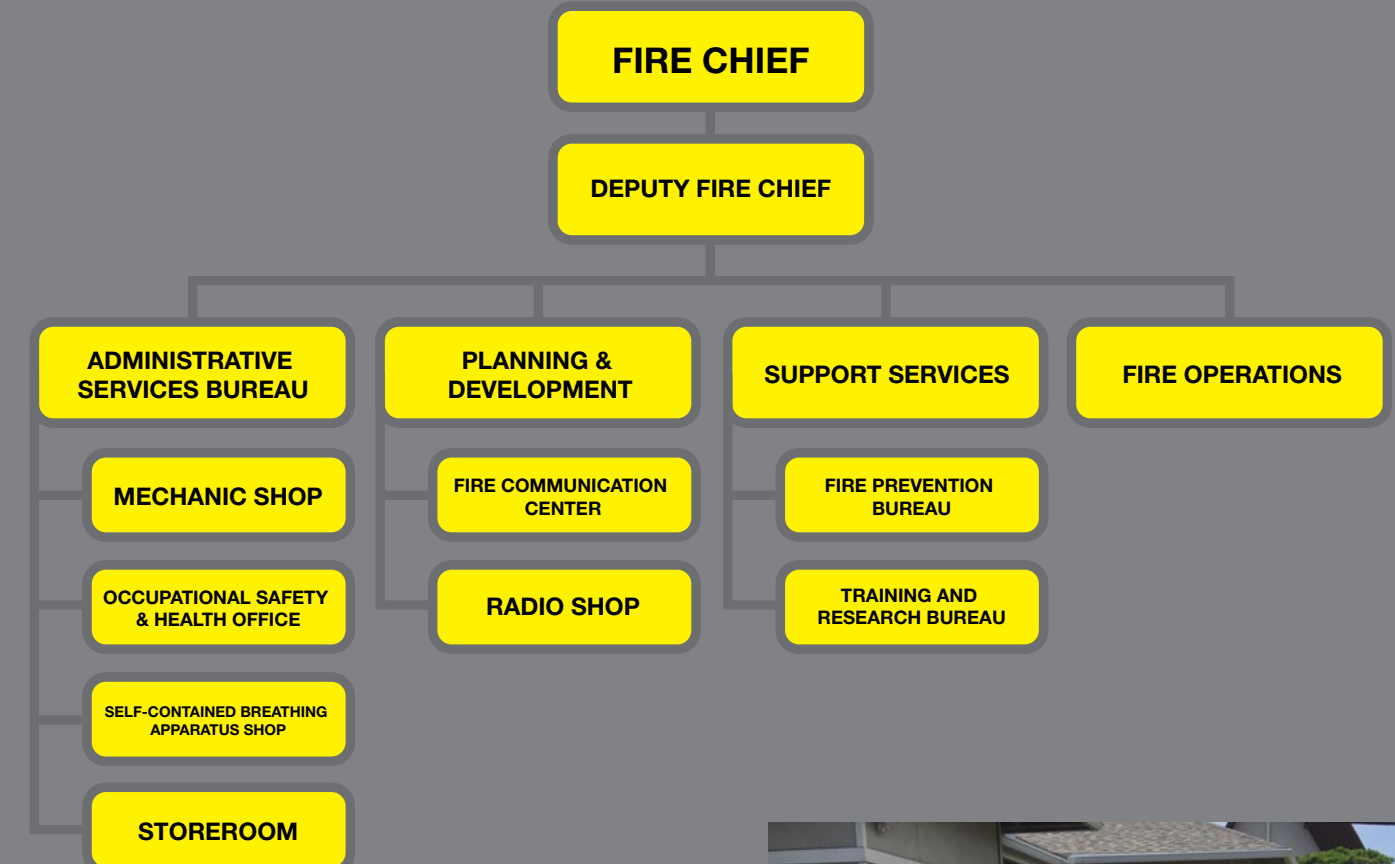 FIRE CHIEF
DEPUTY FIRE CHIEF
ADMINISTRATIVE
SERVICES BUREAU
MECHANIC SHOP
OCCUPATIONAL SAFETY
& HEALTH OFFICE
SELF-CONTAINED BREATHING
APPARATUS SHOP
STOREROOM
PLANNING &
DEVELOPMENT
FIRE COMMUNICATION
CENTER
RADIO SHOP
SUPPORT SERVICES
FIRE PREVENTION
BUREAU
TRAINING AND
RESEARCH BUREAU
FIRE OPERATIONS